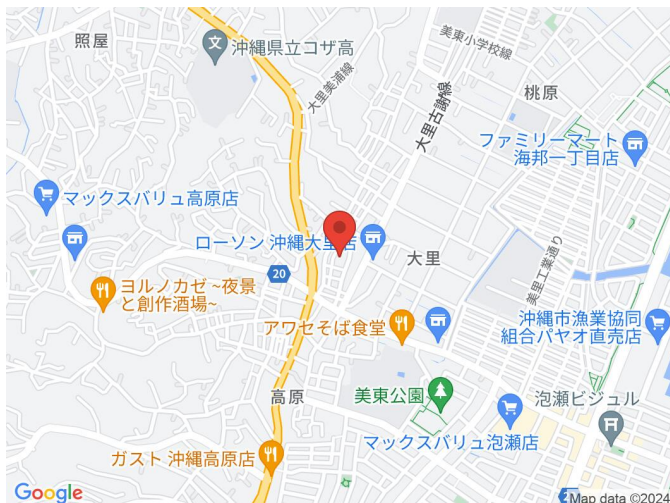 照屋
沖縄県立コザ高
美東小学校線
大里美浦線
桃原
大里古謝線
ファミリーマート
海邦一丁目店
マックスバリュ高原店
ローソン 沖縄大里店
大里
美里工業通り
20
ヨルノカゼ ~夜景
と創作酒場~
アワセそば食堂
沖縄市漁業協同
組合パヤオ直売店
高原
美東公園
泡瀬ビジュル
マックスバリュ泡瀬店
ガスト 沖縄高原店
Google
Map data ©2024